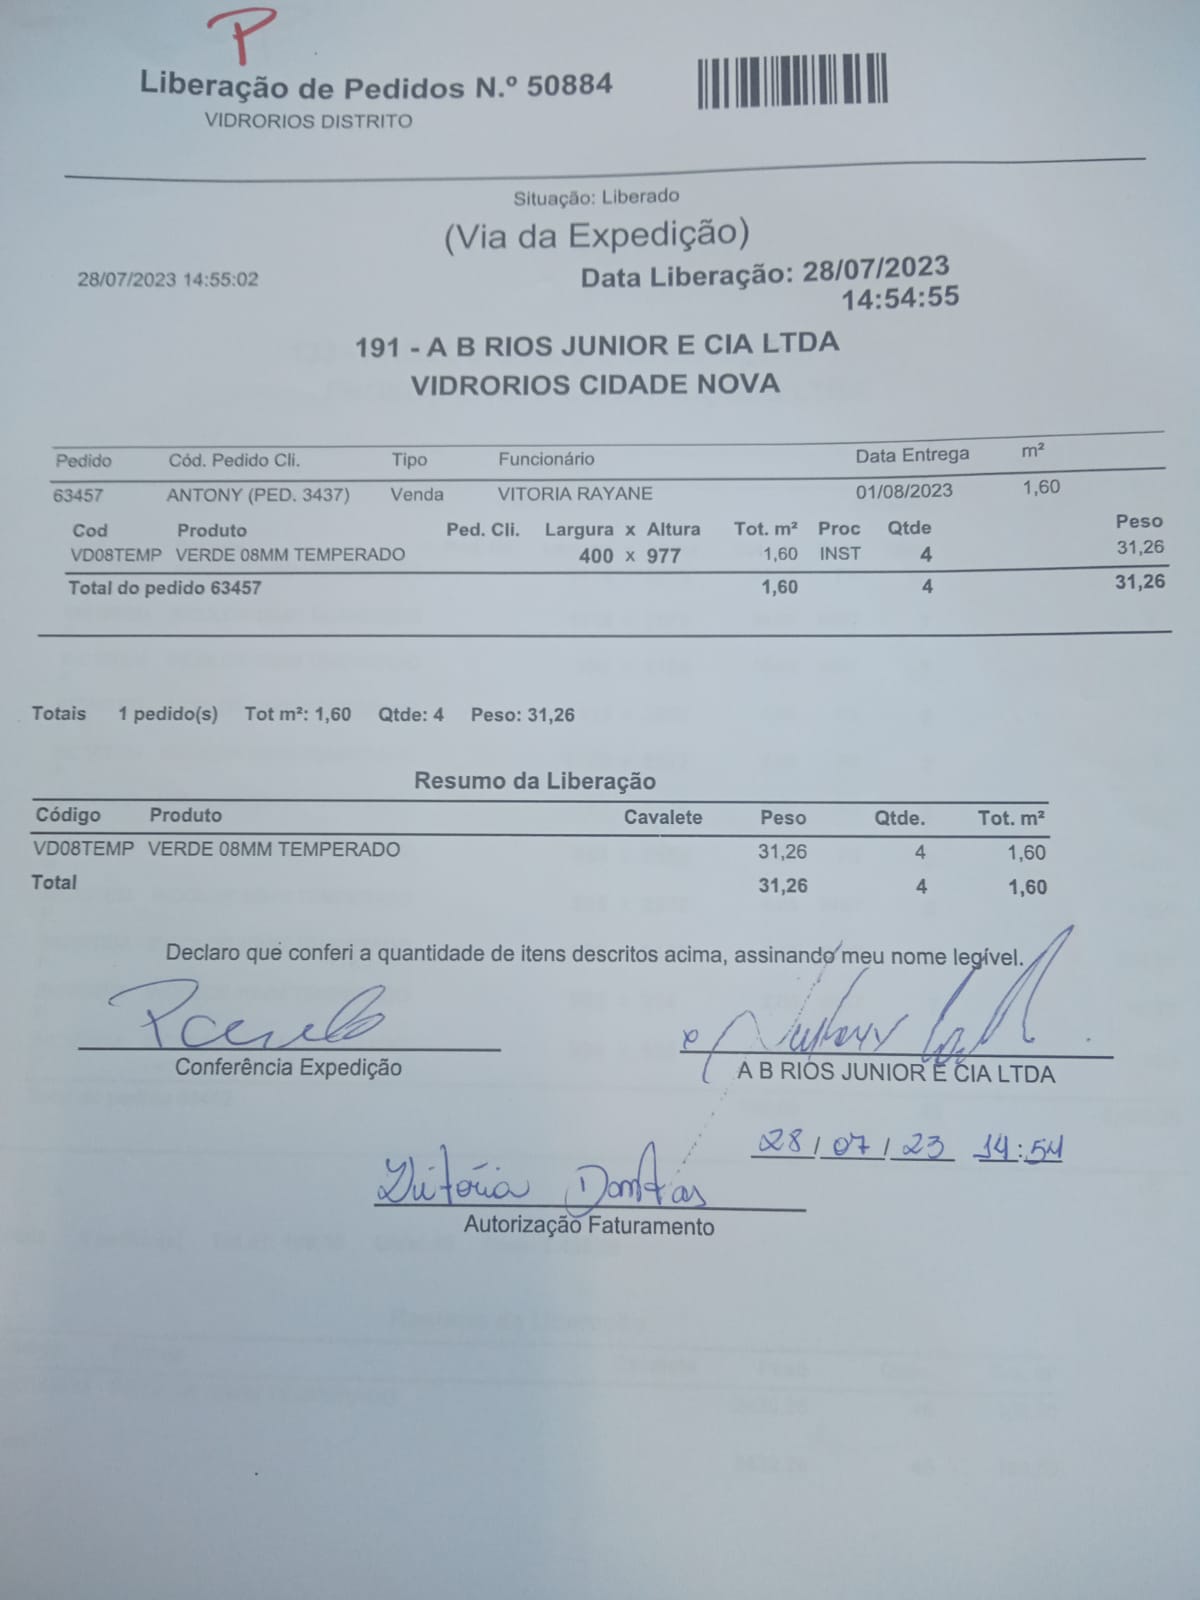 P
Liberação de Pedidos N.º 50884
VIDRORIOS DISTRITO
Situação: Liberado
(Via da Expedição)
28/07/2023 14:55:02 Data Liberação: 28/07/2023
14:54:55
191 - A B RIOS JUNIOR E CIA LTDA
VIDRORIOS CIDADE NOVA
Pedido Cód. Pedido Cli. Tipo Funcionário Data Entrega m²
63457 ANTONY (PED. 3437) Venda VITORIA RAYANE 01/08/2023 1,60
Cod Produto Ped. Cli. Largura x Altura Tot. m² Proc Qtde Peso
VD08TEMP VERDE 08MM TEMPERADO 400 x 977 1,60 INST 4 31,26
Total do pedido 63457 1,60 4 31,26
Totais 1 pedido(s) Tot m²: 1,60 Qtde: 4 Peso: 31,26
Resumo da Liberação
Código Produto Cavalete Peso Qtde. Tot. m²
VD08TEMP VERDE 08MM TEMPERADO 31,26 4 1,60
Total 31,26 4 1,60
Declaro que conferi a quantidade de itens descritos acima, assinando meu nome legível.
Conferência Expedição A B RIOS JUNIOR E CIA LTDA
28/07/23 14:54
Vitória Dantas
Autorização Faturamento